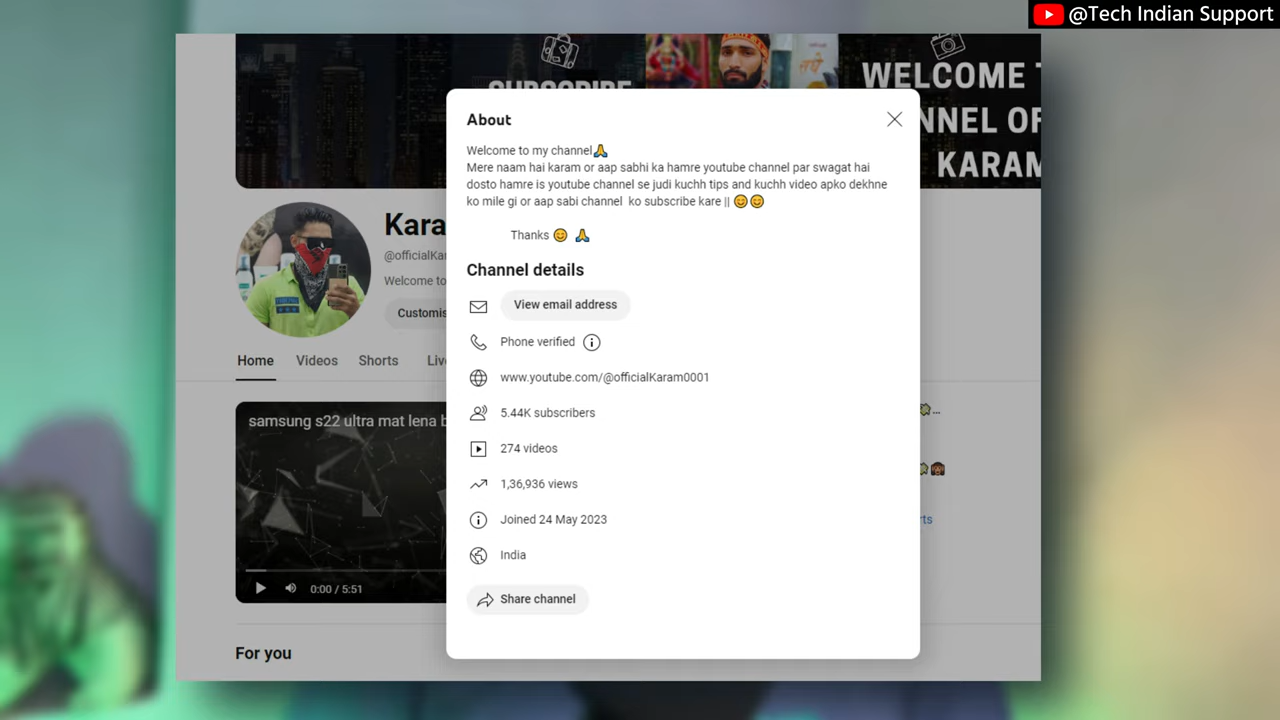 @Tech Indian Support
SUBSCRIBE
WELCOME
NNEL OF
KARAM
About
Welcome to my channel🙏
Mere naam hai karam or aap sabhi ka hamre youtube channel par swagat hai
dosto hamre is youtube channel se judi kuchh tips and kuchh video apko dekhne
ko mile gi or aap sabi channel ko subscribe kare || 😊😊
Thanks 😊 🙏
Kara
@officialKar
Welcome to
Customis
Channel details
View email address
Phone verified
www.youtube.com/@officialKaram0001
5.44K subscribers
274 videos
1,36,936 views
Joined 24 May 2023
India
Share channel
Home Videos Shorts Liv
samsung s22 ultra mat lena b
0:00 / 5:51
...
rts
For you